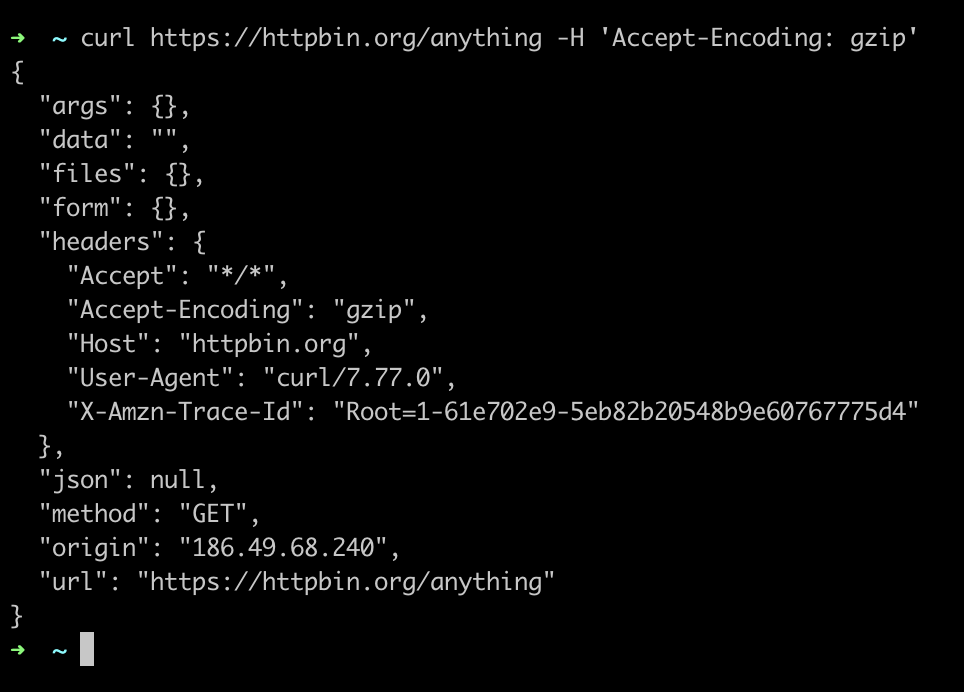 ➜  ~ curl https://httpbin.org/anything -H 'Accept-Encoding: gzip'
{
  "args": {},
  "data": "",
  "files": {},
  "form": {},
  "headers": {
    "Accept": "*/*",
    "Accept-Encoding": "gzip",
    "Host": "httpbin.org",
    "User-Agent": "curl/7.77.0",
    "X-Amzn-Trace-Id": "Root=1-61e702e9-5eb82b20548b9e60767775d4"
  },
  "json": null,
  "method": "GET",
  "origin": "186.49.68.240",
  "url": "https://httpbin.org/anything"
}
➜  ~